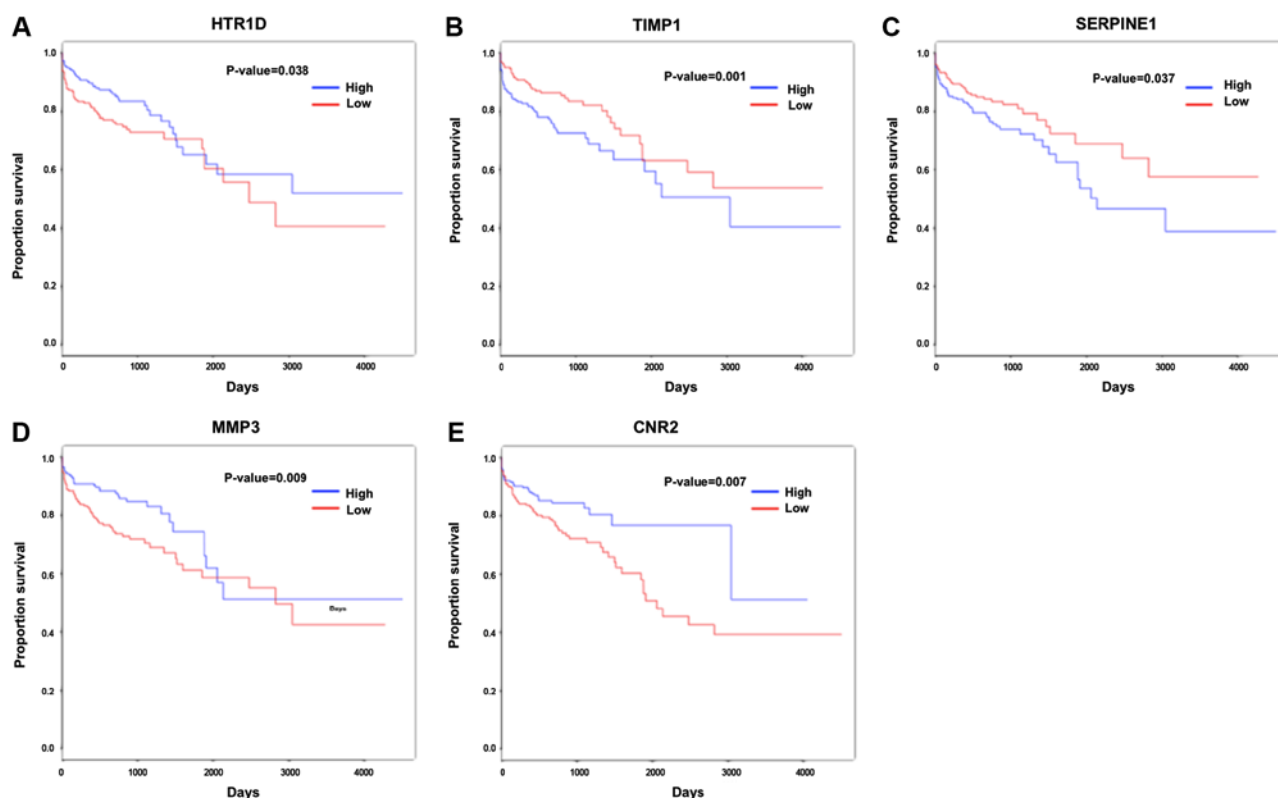 A
HTR1D
P-value=0.038
High
Low
Proportion survival
1.0
0.8
0.6
0.4
0.2
0.0
0
1000
2000
3000
4000
Days
B
TIMP1
P-value=0.001
High
Low
Proportion survival
1.0
0.8
0.6
0.4
0.2
0.0
0
1000
2000
3000
4000
Days
C
SERPINE1
P-value=0.037
High
Low
Proportion survival
1.0
0.8
0.6
0.4
0.2
0.0
0
1000
2000
3000
4000
Days
D
MMP3
P-value=0.009
High
Low
Days
Proportion survival
1.0
0.8
0.6
0.4
0.2
0.0
0
1000
2000
3000
4000
Days
E
CNR2
P-value=0.007
High
Low
Proportion survival
1.0
0.8
0.6
0.4
0.2
0.0
0
1000
2000
3000
4000
Days